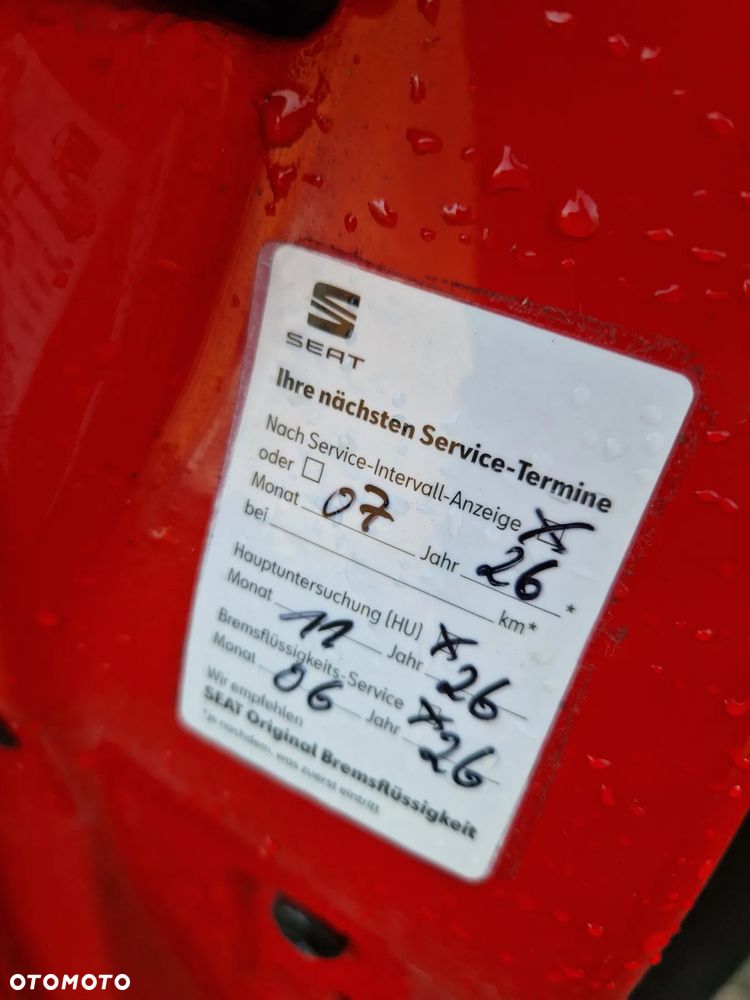 SEAT
Ihre nächsten Service-Termine
Nach Service-Intervall-Anzeige
oder
Monat 07 Jahr 26 *
bei km*
Hauptuntersuchung (HU)
Monat 11 Jahr 26
Bremsflüssigkeits-Service
Monat 06 Jahr 26
Wir empfehlen
SEAT Original Bremsflüssigkeit
*Je nachdem, was zuerst eintritt
OTOMOTO